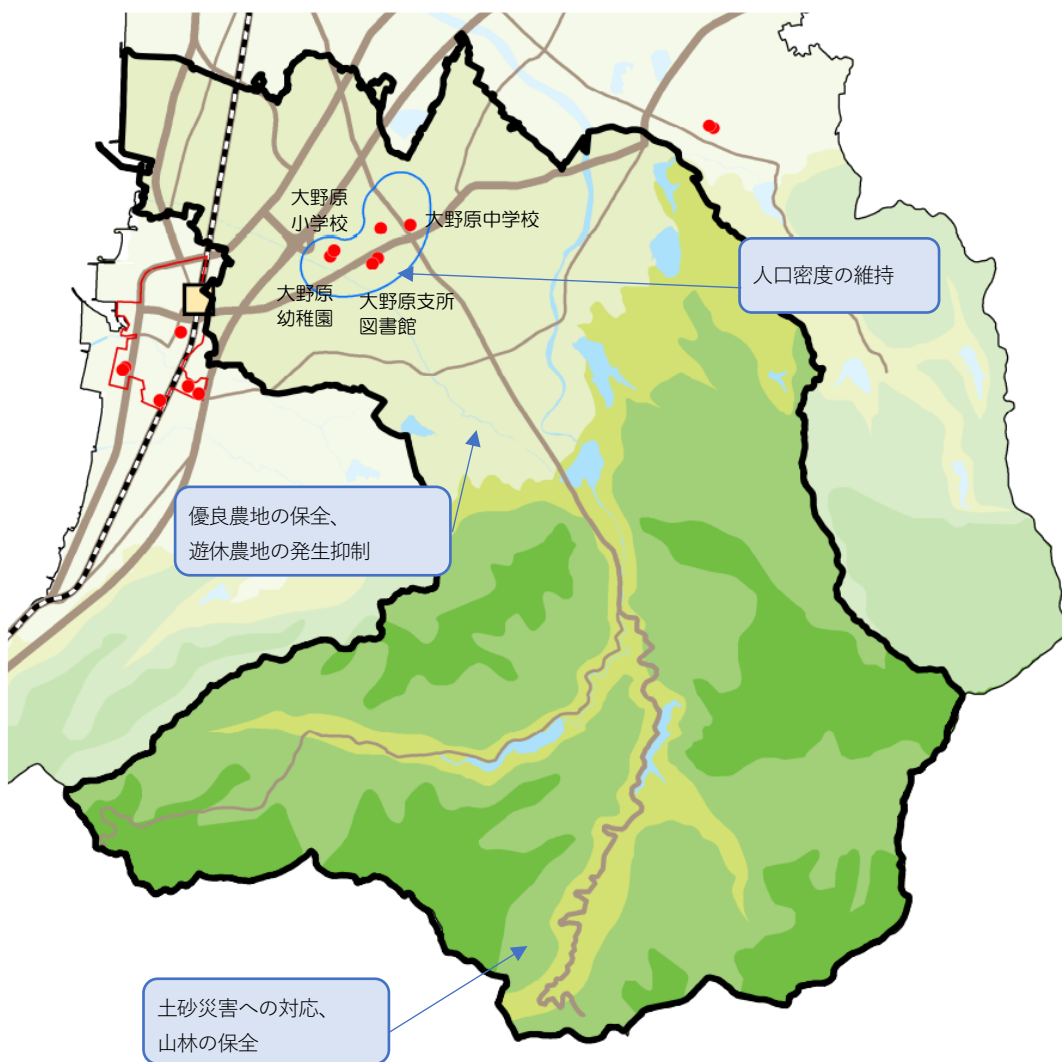 大野原
小学校
大野原中学校
人口密度の維持
大野原
幼稚園
大野原支所
図書館
優良農地の保全、
遊休農地の発生抑制
土砂災害への対応、
山林の保全